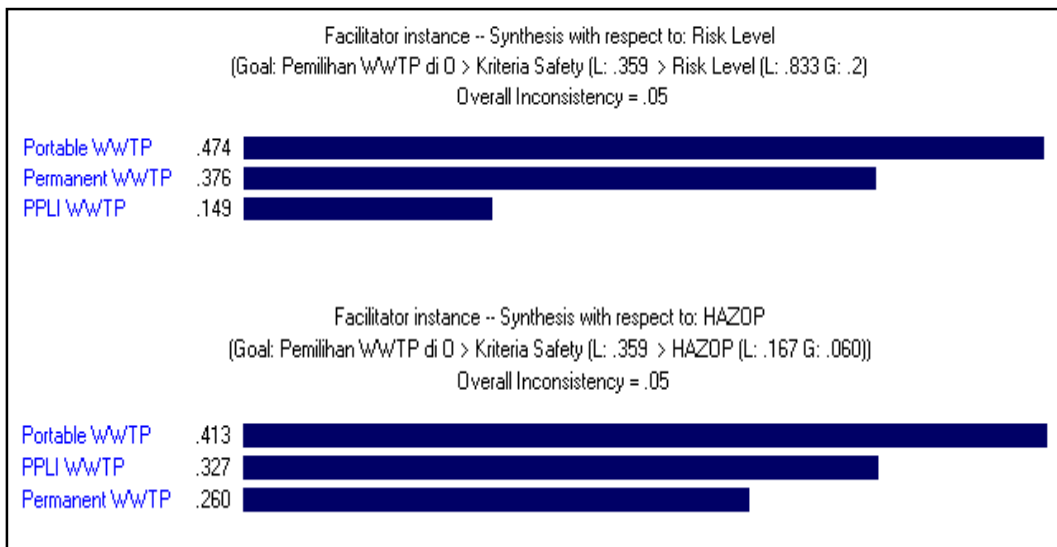 Facilitator instance -- Synthesis with respect to: Risk Level
(Goal: Pemilihan WWTP di O > Kriteria Safety (L: .359 > Risk Level (L: .833 G: .2)
Overall Inconsistency = .05
Portable WWTP .474
Permanent WWTP .376
PPLI WWTP .149
Facilitator instance -- Synthesis with respect to: HAZOP
(Goal: Pemilihan WWTP di O > Kriteria Safety (L: .359 > HAZOP (L: .167 G: .060))
Overall Inconsistency = .05
Portable WWTP .413
PPLI WWTP .327
Permanent WWTP .260